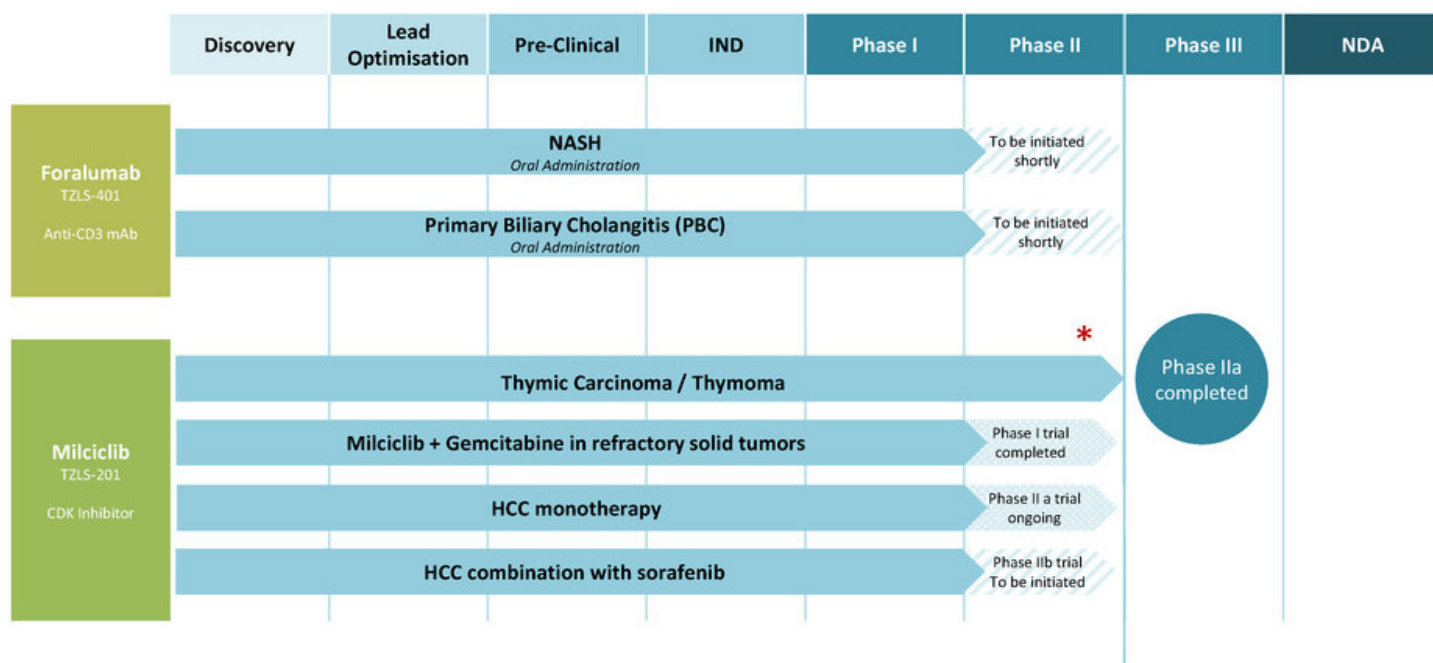 Discovery
Lead
Optimisation
Pre-Clinical
IND
Phase I
Phase II
Phase III
NDA
Foralumab
TZLS-401
Anti-CD3 mAb
NASH
Oral Administration
To be initiated
shortly
Primary Biliary Cholangitis (PBC)
Oral Administration
To be initiated
shortly
Milciclib
TZLS-201
CDK Inhibitor
*
Thymic Carcinoma / Thymoma
Phase IIa
completed
Milciclib + Gemcitabine in refractory solid tumors
Phase I trial
completed
HCC monotherapy
Phase II a trial
ongoing
HCC combination with sorafenib
Phase IIb trial
To be initiated